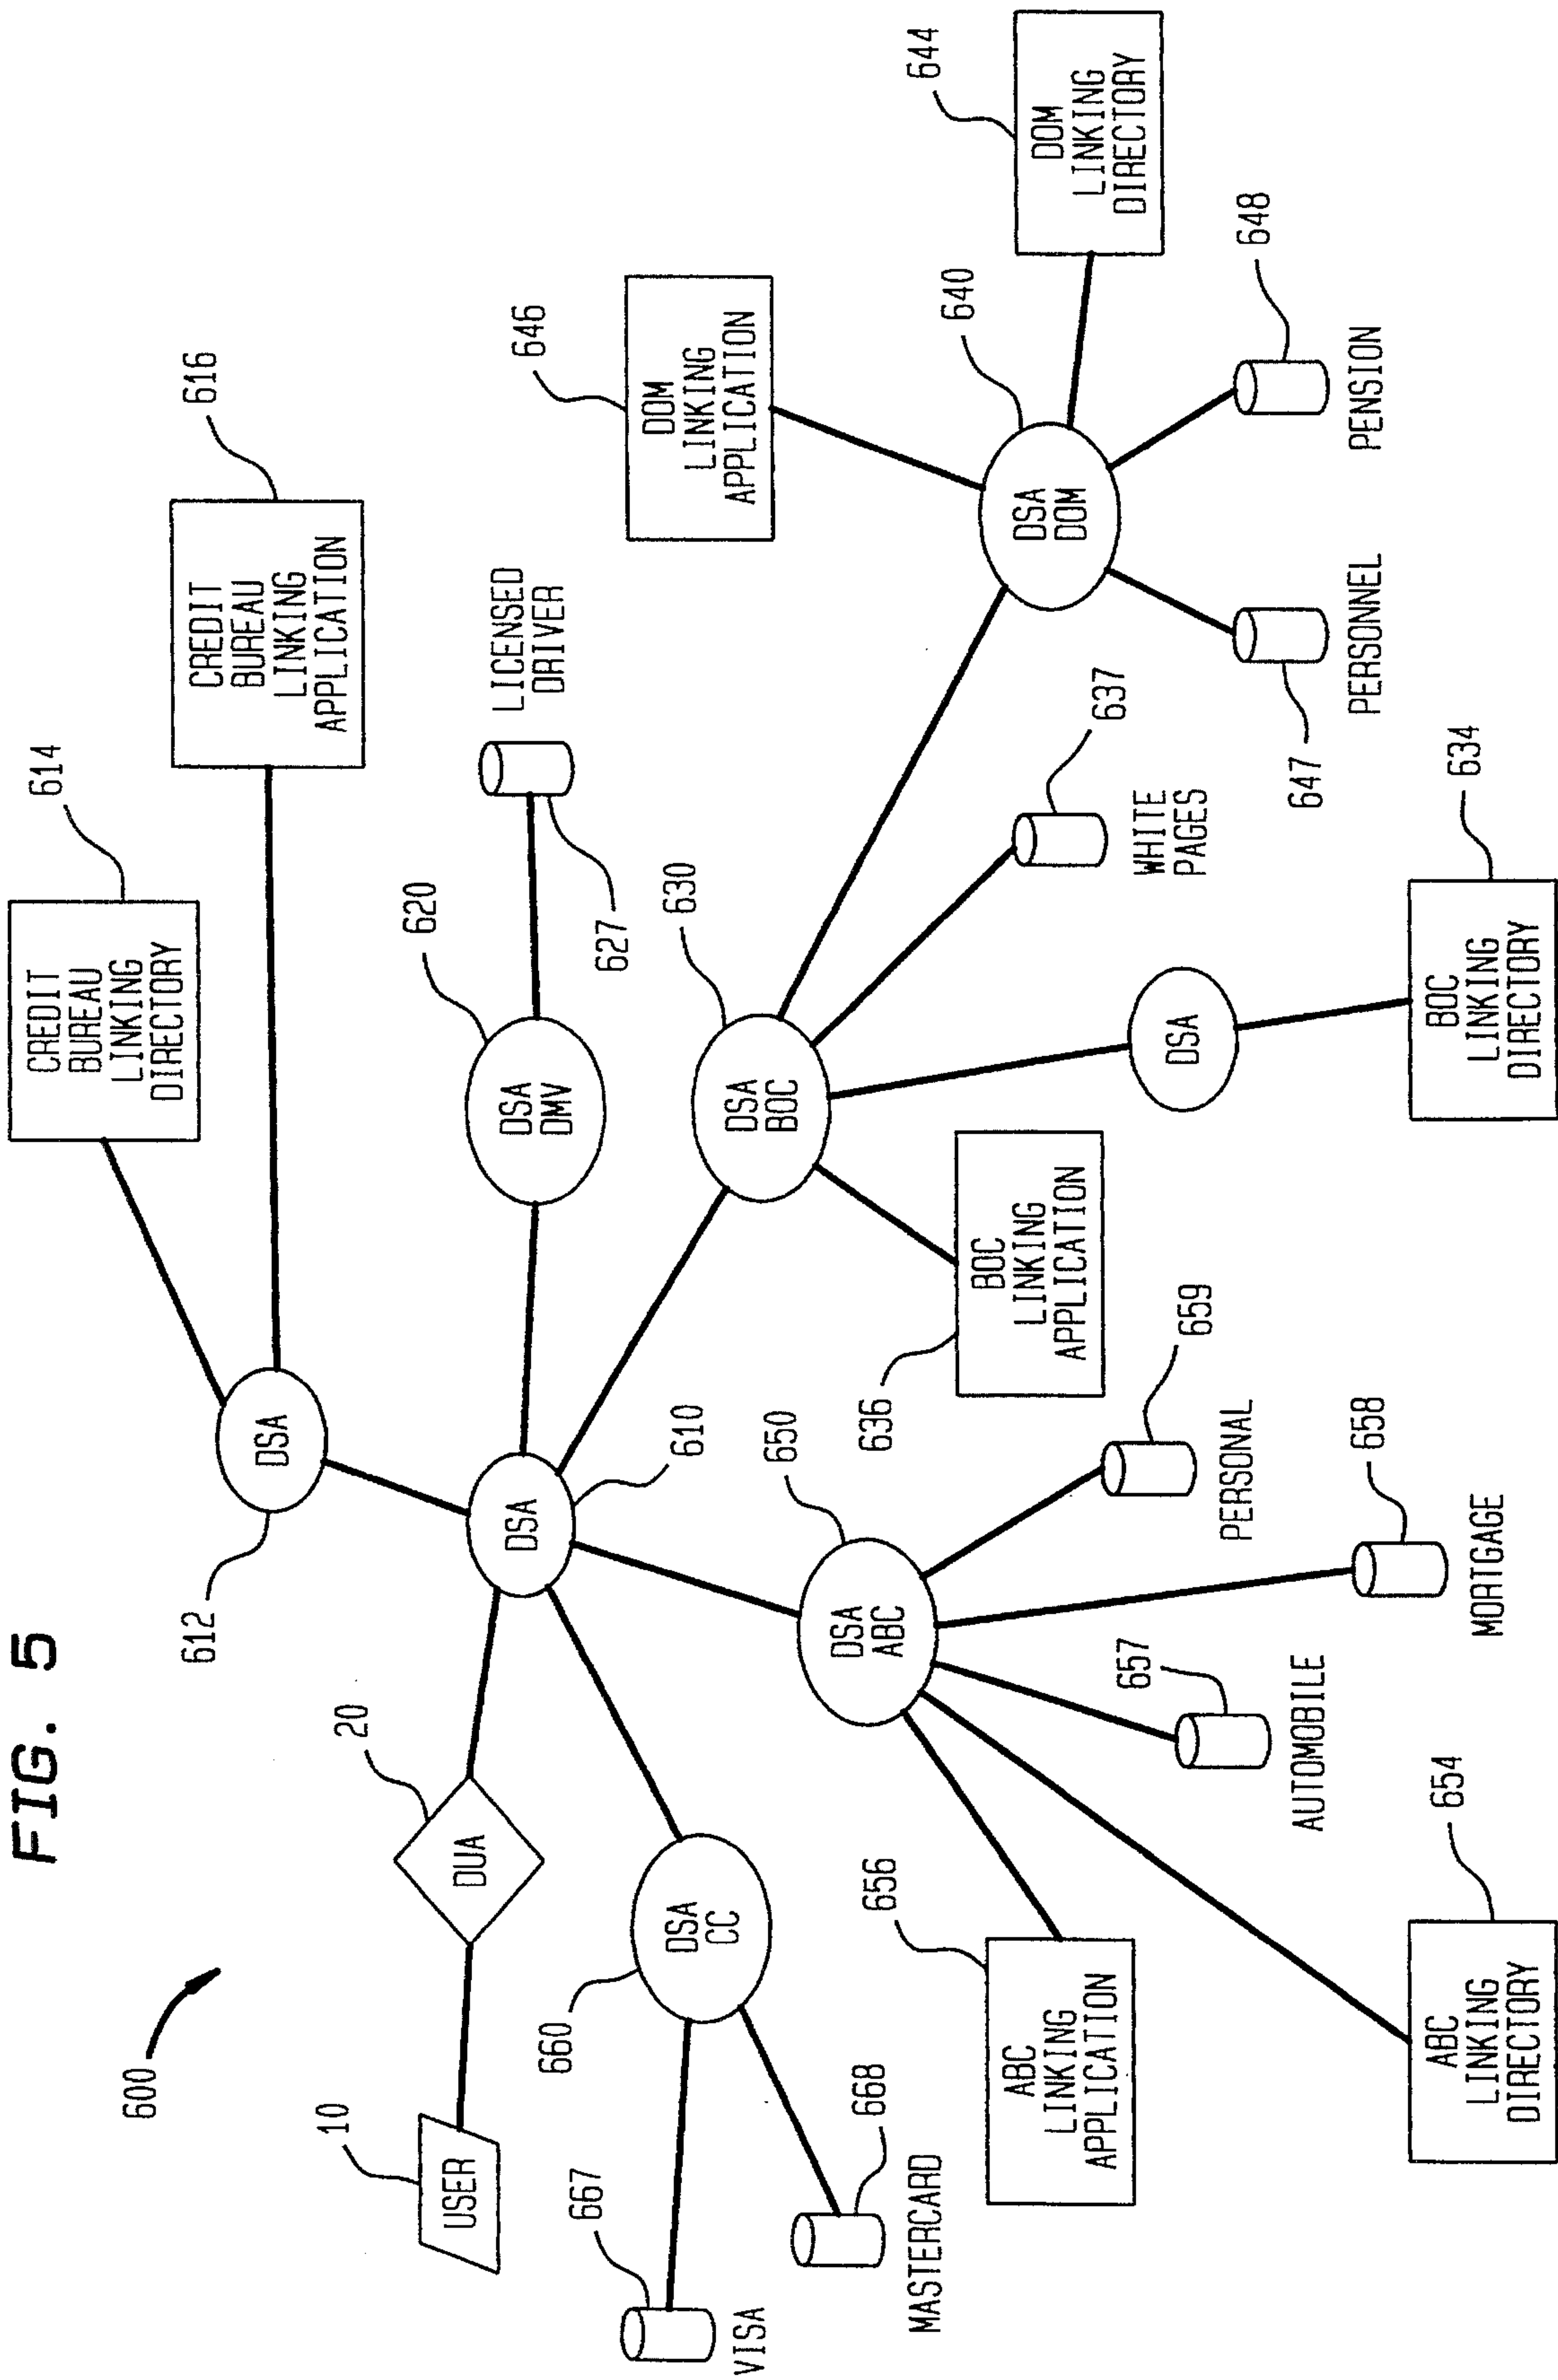 FIG. 5
600
10
USER
20
DUA
612
DSA
614
CREDIT
BUREAU
LINKING
DIRECTORY
616
CREDIT
BUREAU
LINKING
APPLICATION
DSA
610
620
DSA
DMV
627
LICENSED
DRIVER
630
DSA
BOC
636
BOC
LINKING
APPLICATION
637
WHITE
PAGES
DSA
634
BOC
LINKING
DIRECTORY
640
DSA
DOM
646
DOM
LINKING
APPLICATION
644
DOM
LINKING
DIRECTORY
647
PERSONNEL
648
PENSION
650
DSA
ABC
656
ABC
LINKING
APPLICATION
654
ABC
LINKING
DIRECTORY
657
AUTOMOBILE
658
MORTGAGE
659
PERSONAL
660
DSA
CC
667
VISA
668
MASTERCARD